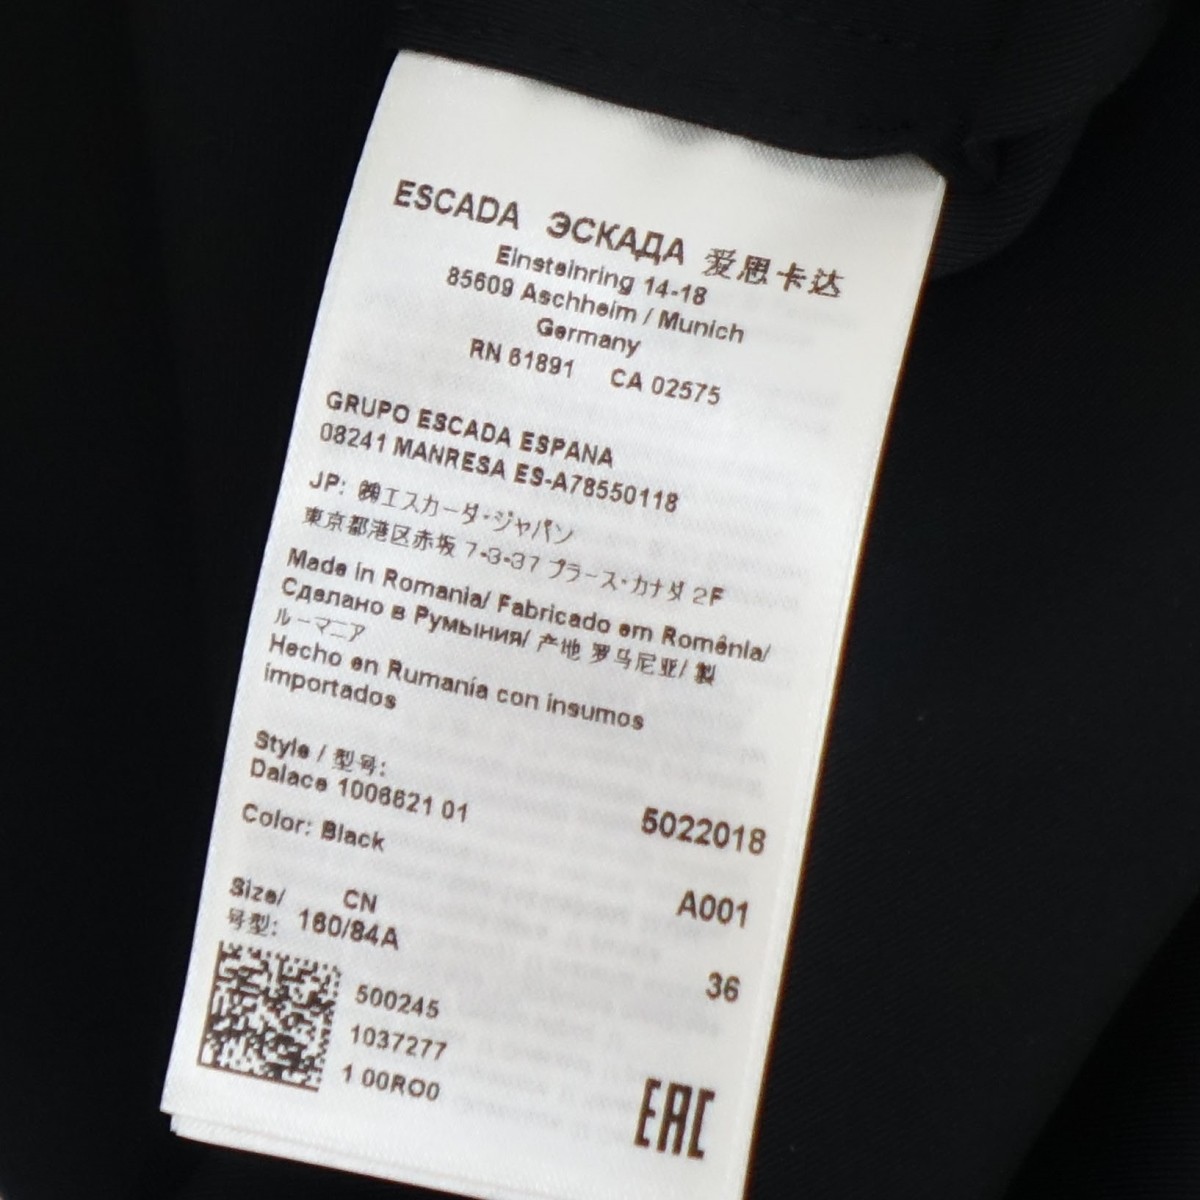 ESCADA ЭСКАДА 爱思卡达
Einsteinring 14-18
85609 Aschheim / Munich
Germany
RN 61891 CA 02575
GRUPO ESCADA ESPANA
08241 MANRESA ES-A78550118
JP: ㈱エスカーダ・ジャパン
東京都港区赤坂 7-3-37 プラース・カナダ 2F
Made in Romania/ Fabricado em Romênia/
Сделано в Румыния/ 产地 罗马尼亚/ 製
ルーマニア
Hecho en Rumanía con insumos
importados
Style / 型号:
Dalace 1006621 01 5022018
Color: Black A001
Size/ CN
号型: 160/84A 36
500245
1037277
1 00RO0
EAC